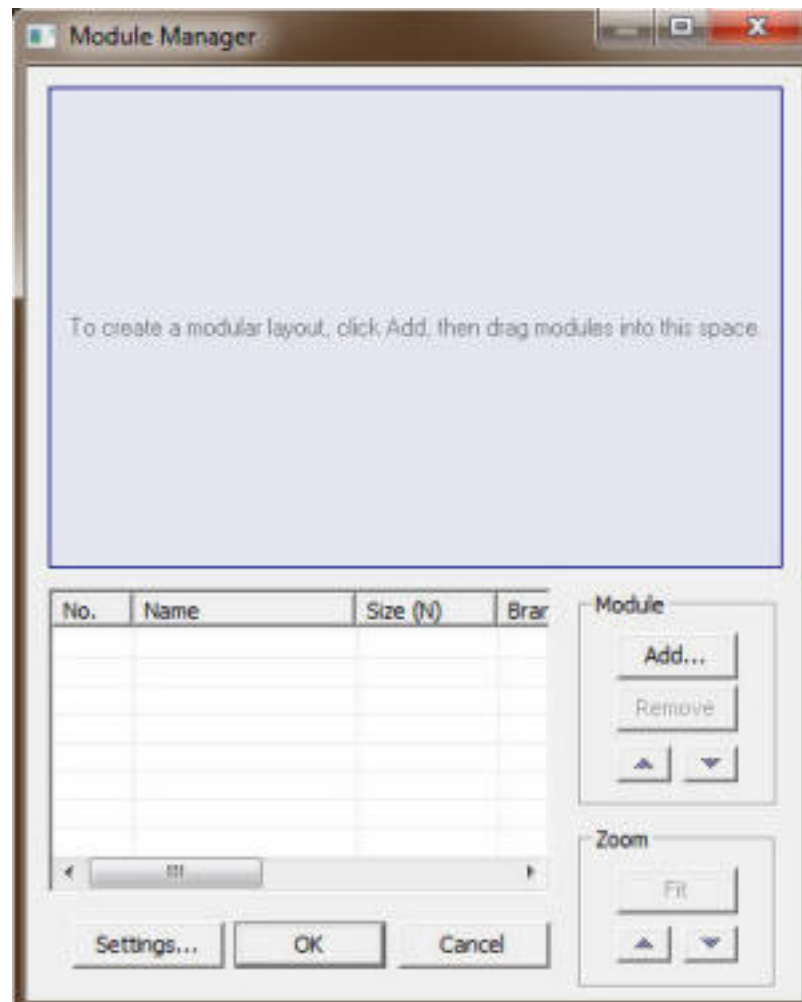 Module Manager
To create a modular layout, click Add, then drag modules into this space.
No. Name Size (N) Bran
Module
Add...
Remove
Zoom
Fit
Settings... OK Cancel